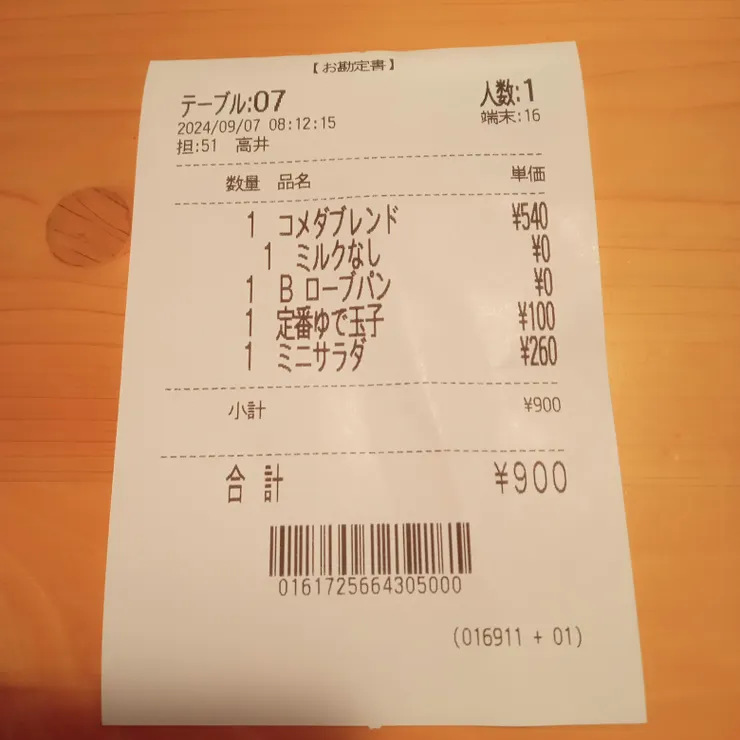 【お勘定書】
テーブル:07 人数:1
2024/09/07 08:12:15 端末:16
担:51 高井
数量 品名 単価
1 コメダブレンド ¥540
1 ミルクなし ¥0
1 B ローブパン ¥0
1 定番ゆで玉子 ¥100
1 ミニサラダ ¥260
小計 ¥900
合計 ¥900
0161725664305000
(016911 + 01)